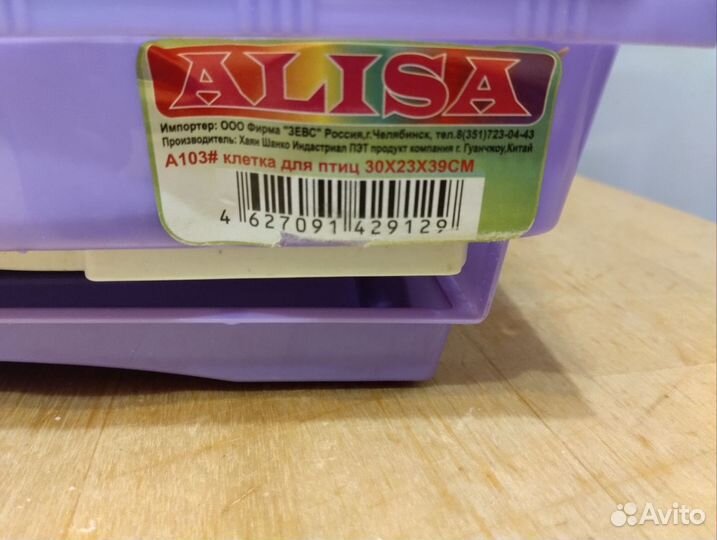 ALISA
Импортер: ООО Фирма "ЗЕВС" Россия,г.Челябинск, тел.8(351)723-04-43
Производитель: Хаян Шанко Индастриал ПЭТ продукт компания г. Гуанчжоу,Китай
A103# клетка для птиц 30X23X39СМ
4 627091 429129
Avito